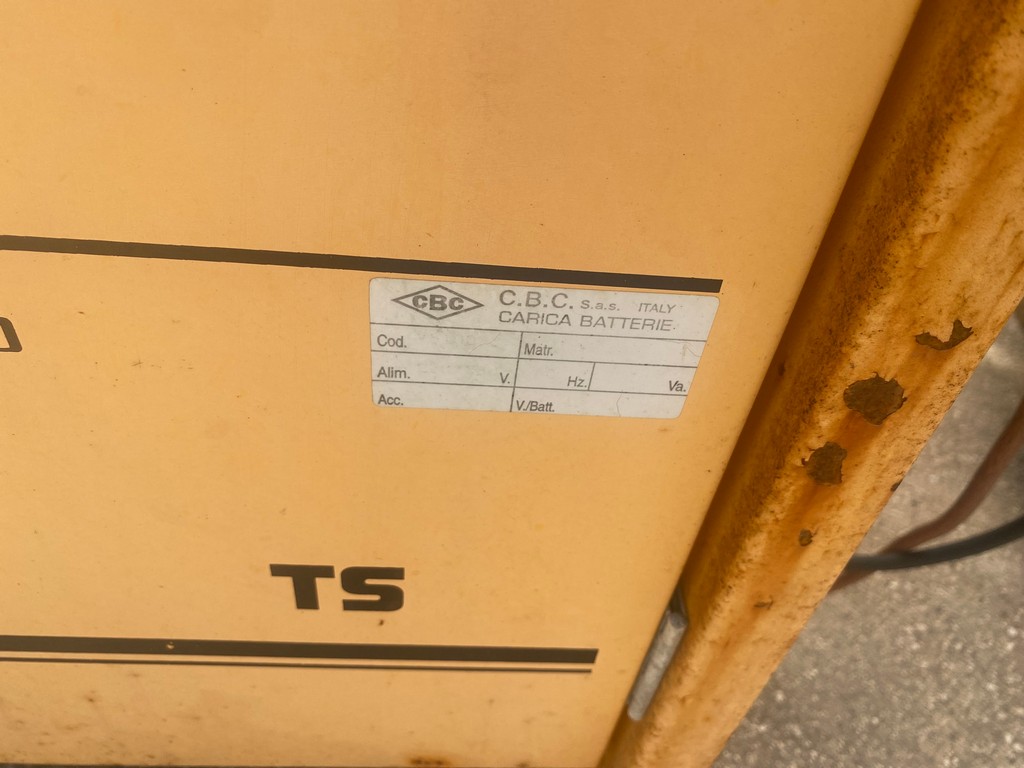 CBC
C.B.C. s.a.s. ITALY
CARICA BATTERIE
Cod. Matr.
Alim. V. Hz. Va.
Acc. V./Batt.
TS